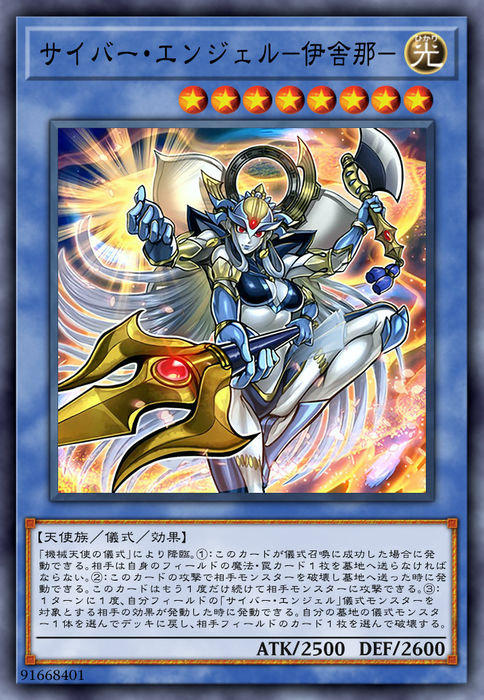 サイバー・エンジェル−伊舎那−
ひかり
光
【天使族／儀式／効果】
「機械天使の儀式」により降臨。①：このカードが儀式召喚に成功した場合に発
動できる。相手は自身のフィールドの魔法・罠カード１枚を墓地へ送らなければ
ならない。②：このカードの攻撃で相手モンスターを破壊し墓地へ送った時に発
動できる。このカードはもう１度だけ続けて相手モンスターに攻撃できる。③：
１ターンに１度、自分フィールドの「サイバー・エンジェル」儀式モンスターを
対象とする相手の効果が発動した時に発動できる。自分の墓地の儀式モンスタ
ー１体を選んでデッキに戻し、相手フィールドのカード１枚を選んで破壊する。
ATK/2500 DEF/2600
91668401